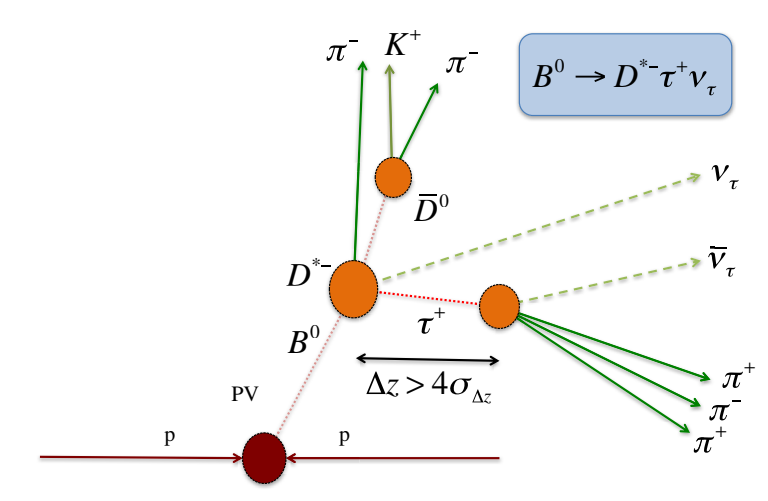 π⁻ K⁺ π⁻
B⁰ → D*⁻τ⁺ν_τ
ν_τ
D̅⁰
ν̅_τ
D*⁻
τ⁺
B⁰
Δz > 4σ_Δz
π⁺
PV
π⁻
p p
π⁺